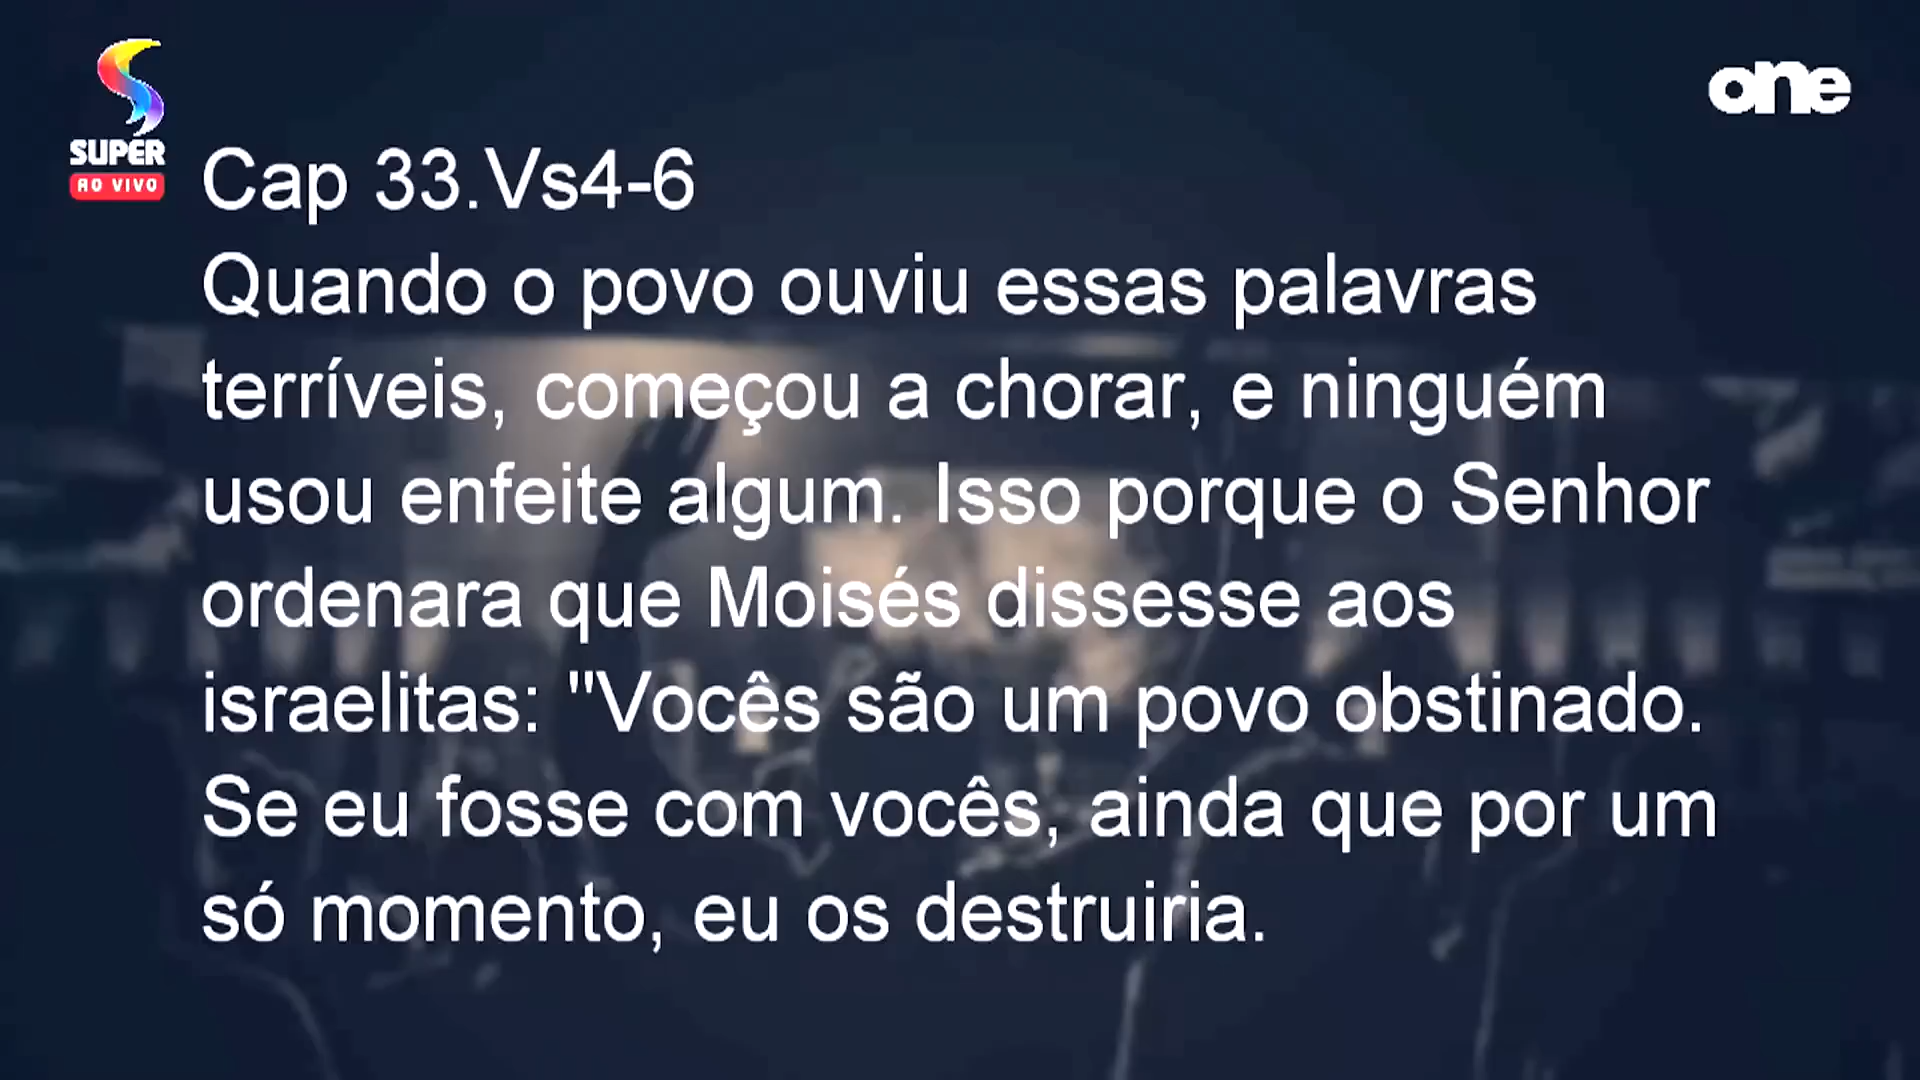 SUPER
AO VIVO
one
Cap 33.Vs4-6
Quando o povo ouviu essas palavras
terríveis, começou a chorar, e ninguém
usou enfeite algum. Isso porque o Senhor
ordenara que Moisés dissesse aos
israelitas: "Vocês são um povo obstinado.
Se eu fosse com vocês, ainda que por um
só momento, eu os destruiria.